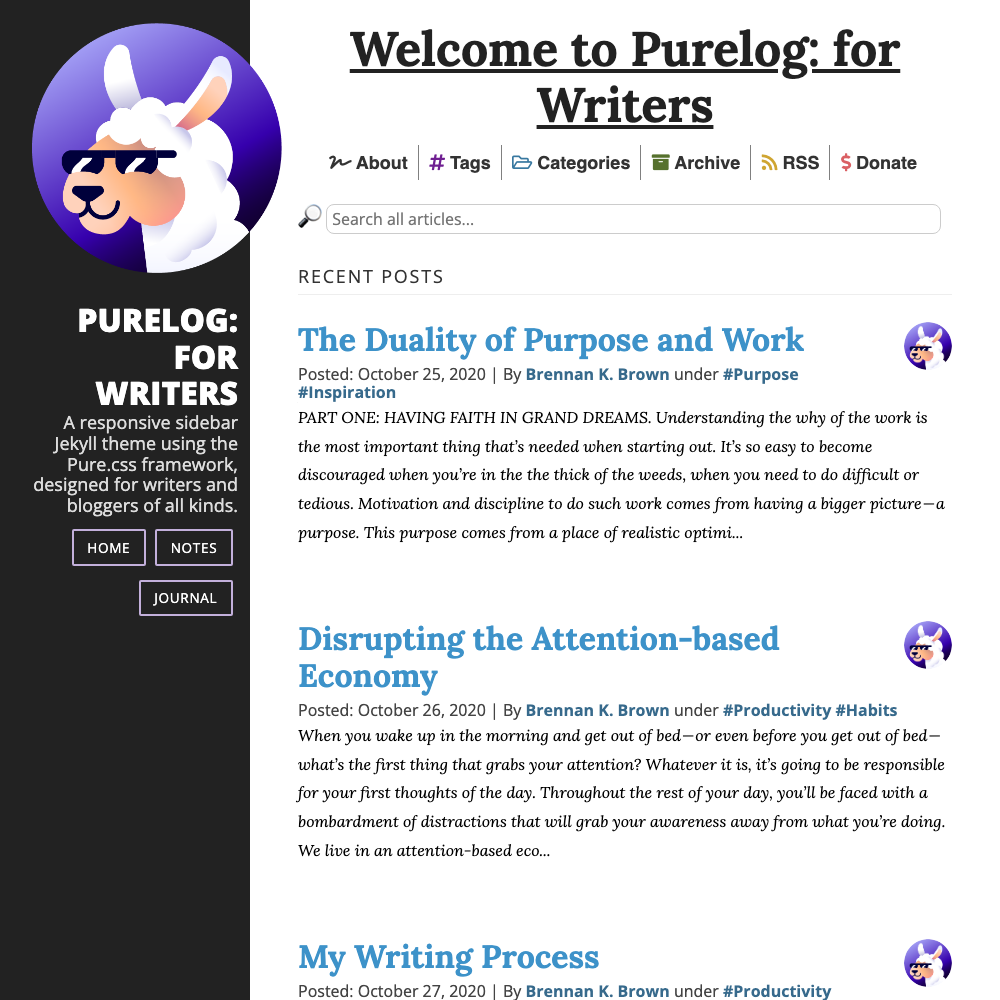 PURELOG:
FOR
WRITERS
A responsive sidebar
Jekyll theme using the
Pure.css framework,
designed for writers and
bloggers of all kinds.
HOME NOTES
JOURNAL
Welcome to Purelog: for
Writers
About Tags Categories Archive RSS Donate
Search all articles...
RECENT POSTS
The Duality of Purpose and Work
Posted: October 25, 2020 | By Brennan K. Brown under #Purpose
#Inspiration
PART ONE: HAVING FAITH IN GRAND DREAMS. Understanding the why of the work is
the most important thing that’s needed when starting out. It’s so easy to become
discouraged when you’re in the the thick of the weeds, when you need to do difficult or
tedious. Motivation and discipline to do such work comes from having a bigger picture—a
purpose. This purpose comes from a place of realistic optimi...
Disrupting the Attention-based
Economy
Posted: October 26, 2020 | By Brennan K. Brown under #Productivity #Habits
When you wake up in the morning and get out of bed—or even before you get out of bed—
what’s the first thing that grabs your attention? Whatever it is, it’s going to be responsible
for your first thoughts of the day. Throughout the rest of your day, you’ll be faced with a
bombardment of distractions that will grab your awareness away from what you’re doing.
We live in an attention-based eco...
My Writing Process
Posted: October 27, 2020 | By Brennan K. Brown under #Productivity